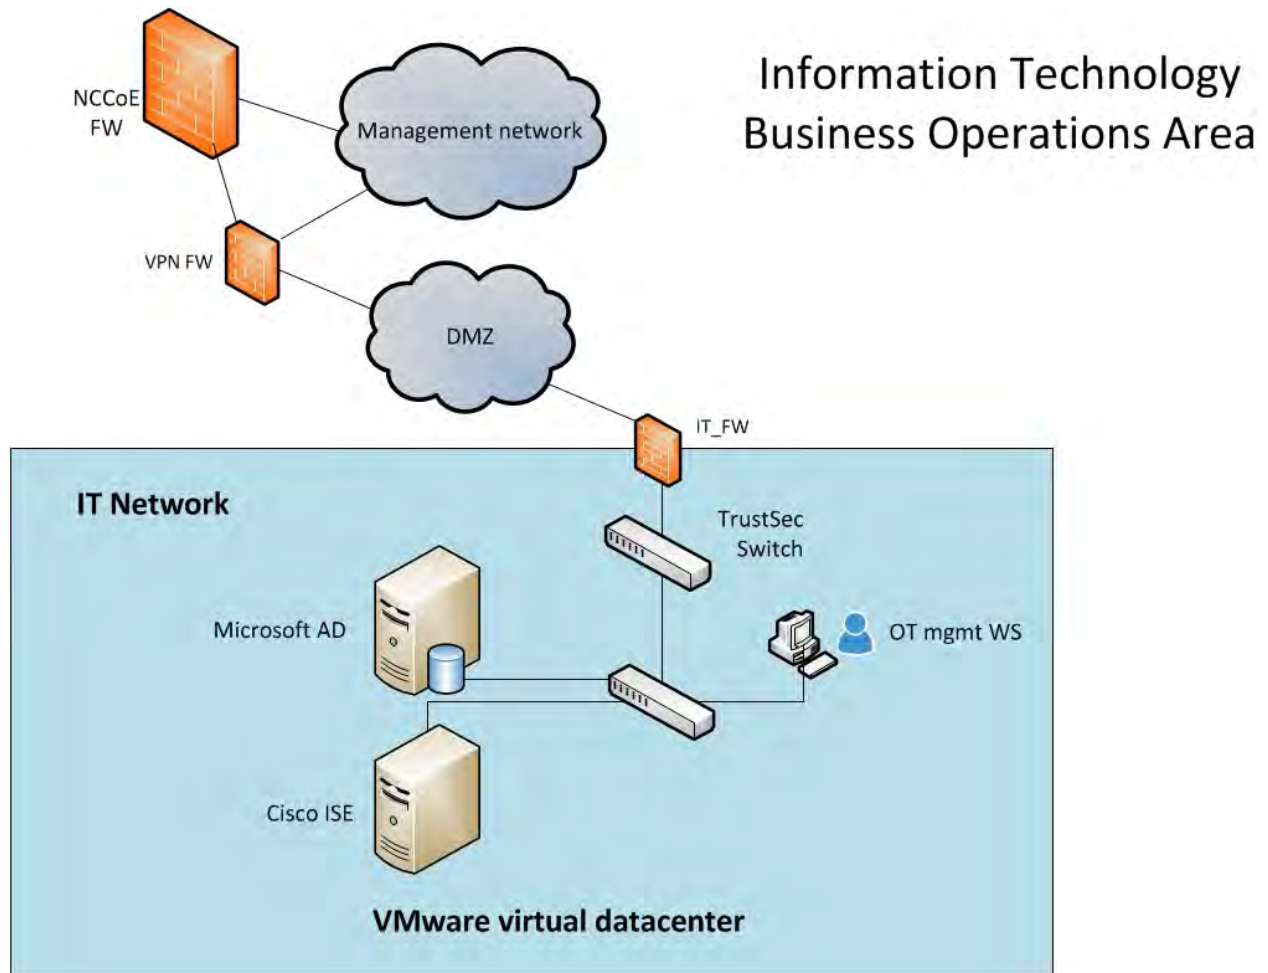 Information Technology
Business Operations Area
NCCoE
FW
Management network
VPN FW
DMZ
IT_FW
IT Network
TrustSec
Switch
Microsoft AD
OT mgmt WS
Cisco ISE
VMware virtual datacenter